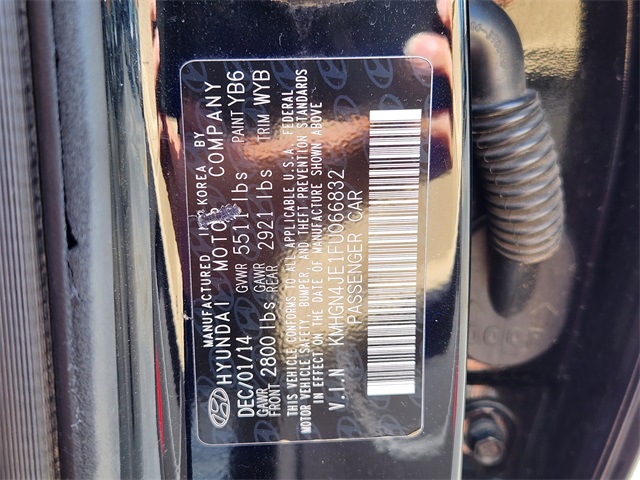 MANUFACTURED IN KOREA BY
HYUNDAI MOTOR COMPANY
DEC/01/14 GVWR 5511 lbs PAINT YB6
GAWR FRONT 2800 lbs GAWR REAR 2921 lbs TRIM WYB
THIS VEHICLE CONFORMS TO ALL APPLICABLE U.S.A. FEDERAL
MOTOR VEHICLE SAFETY, BUMPER, AND THEFT PREVENTION STANDARDS
IN EFFECT ON THE DATE OF MANUFACTURE SHOWN ABOVE
V.I.N KMHGN4JE1FU066832
PASSENGER CAR